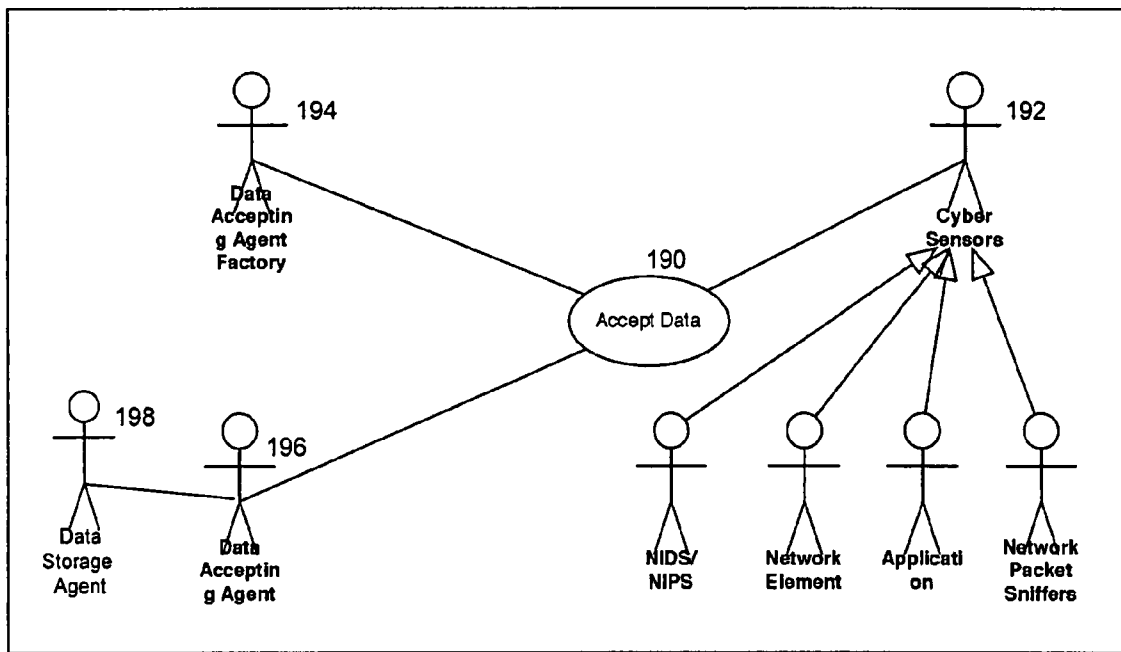 194
192
Data
Acceptin
g Agent
Factory
Cyber
Sensors
190
Accept Data
198
196
Data
Storage
Agent
Data
Acceptin
g Agent
NIDS/
NIPS
Network
Element
Applicati
on
Network
Packet
Sniffers